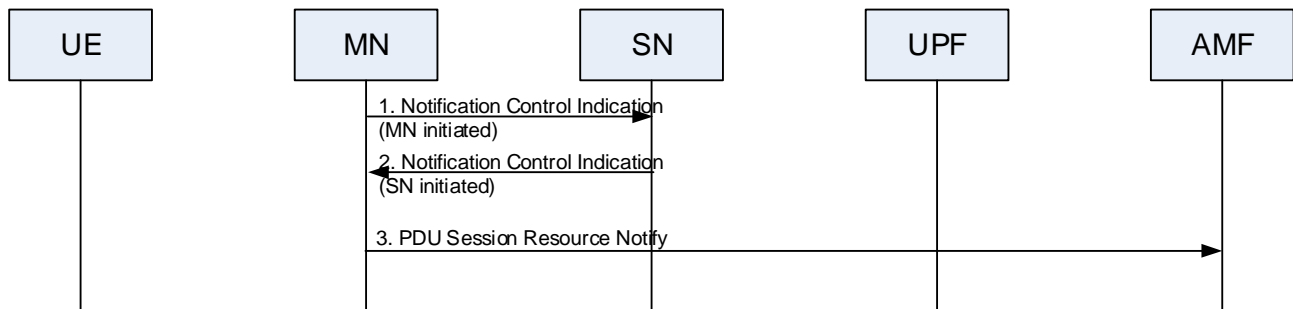 UE
MN
SN
UPF
AMF
1. Notification Control Indication
(MN initiated)
2. Notification Control Indication
(SN initiated)
3. PDU Session Resource Notify